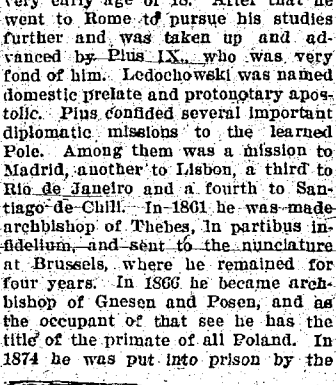 very early age of 18. After that he
went to Rome to pursue his studies
further and was taken up and ad-
vanced by Pius IX., who was very
fond of him. Ledochowski was named
domestic prelate and protonotary apos-
tolic. Pius confided several important
diplomatic missions to the learned
Pole. Among them was a mission to
Madrid, another to Lisbon, a third to
Rio de Janeiro and a fourth to San-
tiago de Chili. In 1861 he was made
archbishop of Thebes, in partibus in-
fidelium, and sent to the nunciature
at Brussels, where he remained for
four years. In 1866 he became arch-
bishop of Gnesen and Posen, and as
the occupant of that see he has the
title of the primate of all Poland. In
1874 he was put into prison by the